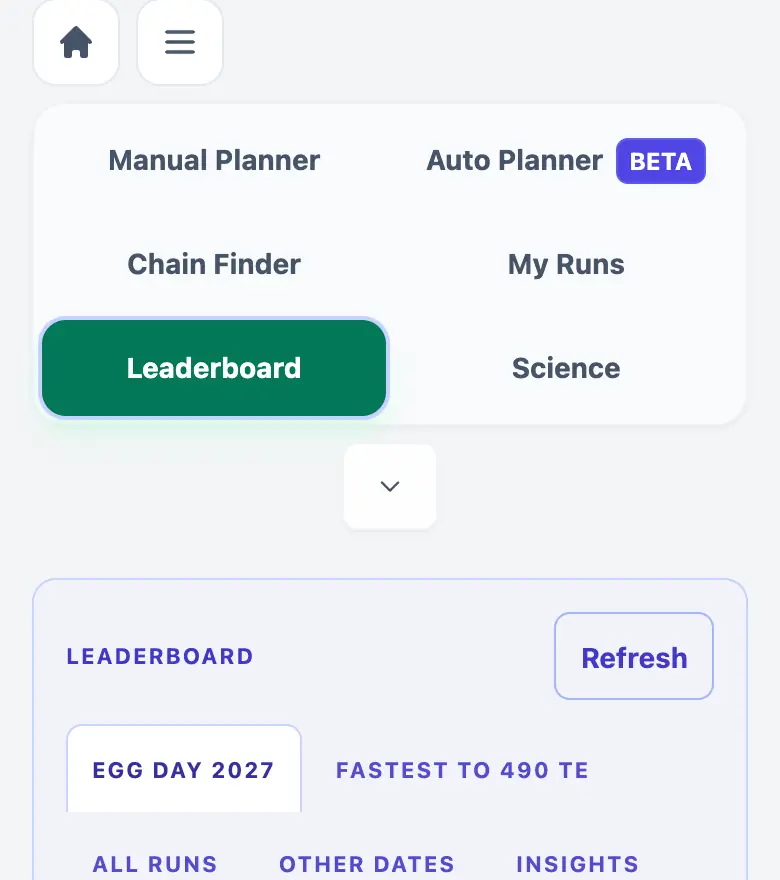 Manual Planner
Auto Planner BETA
Chain Finder
My Runs
Leaderboard
Science
LEADERBOARD
Refresh
EGG DAY 2027
FASTEST TO 490 TE
ALL RUNS
OTHER DATES
INSIGHTS